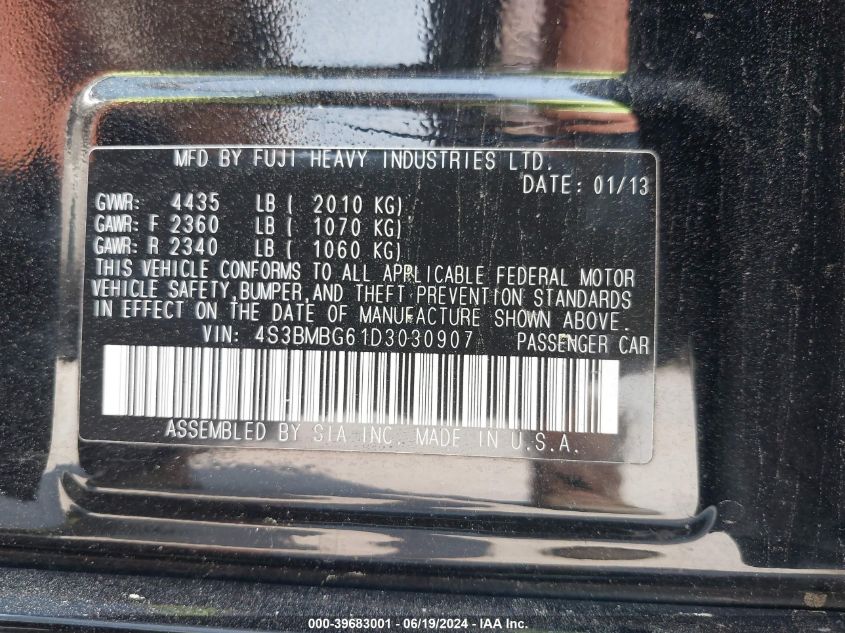 MFD BY FUJI HEAVY INDUSTRIES LTD.
DATE: 01/13
GVWR: 4435 LB ( 2010 KG)
GAWR: F 2360 LB ( 1070 KG)
GAWR: R 2340 LB ( 1060 KG)
THIS VEHICLE CONFORMS TO ALL APPLICABLE FEDERAL MOTOR
VEHICLE SAFETY, BUMPER, AND THEFT PREVENTION STANDARDS
IN EFFECT ON THE DATE OF MANUFACTURE SHOWN ABOVE.
VIN: 4S3BMBG61D3030907 PASSENGER CAR
ASSEMBLED BY SIA INC. MADE IN U.S.A.
000-39683001 - 06/19/2024 - IAA Inc.